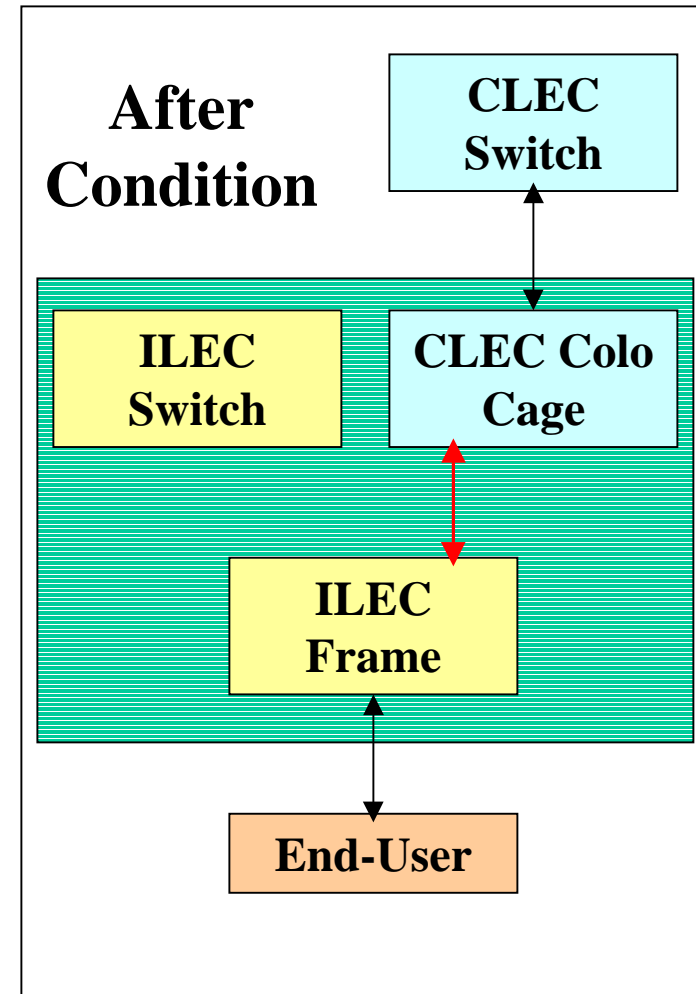 After
Condition
CLEC
Switch
ILEC
Switch
CLEC Colo
Cage
ILEC
Frame
End-User